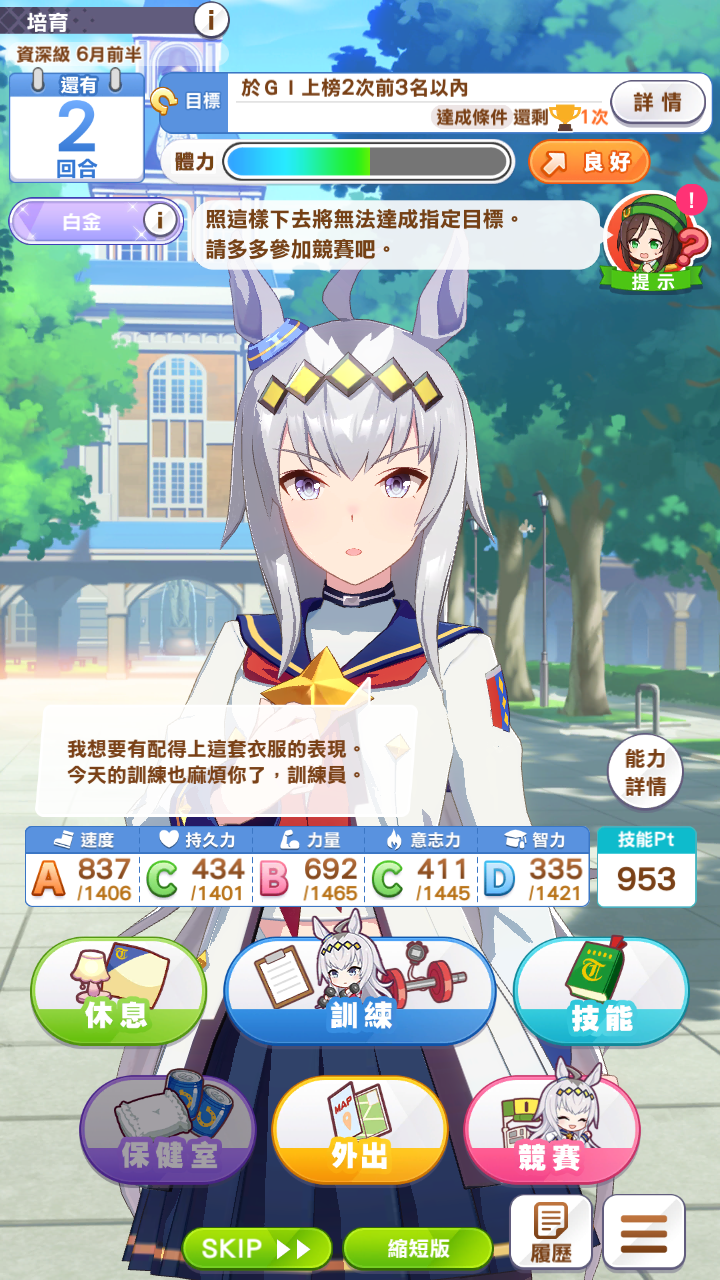 培育
i
資深級 6月前半
還有
2
回合
目標
於GⅠ上榜2次前3名以內
達成條件 還剩 1次
詳情
體力
良好
白金
i
照這樣下去將無法達成指定目標。
請多多參加競賽吧。
!
提示
我想要有配得上這套衣服的表現。
今天的訓練也麻煩你了，訓練員。
能力
詳情
速度 持久力 力量 意志力 智力 技能Pt
A 837 C 434 B 692 C 411 D 335 953
/1406 /1401 /1465 /1445 /1421
休息 訓練 技能
MAP
保健室 外出 競賽
SKIP 縮短版 履歷